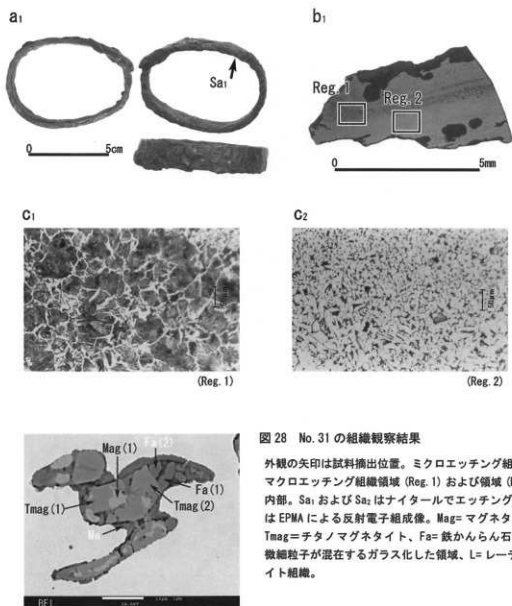 a1
b1
Sa1
0 5cm
Reg. 1
Reg. 2
0 5mm
C1
C2
50μm
50μm
(Reg. 1)
(Reg. 2)
Mag(1)
Fa(2)
Fa(1)
Tmag(1)
Tmag(2)
Ma
RE1
図 28 No. 31 の組織観察結果
外観の矢印は試料摘出位置。ミクロエッチング組
マクロエッチング組織領域 (Reg. 1) および領域 (
内部。Sa1 および Sa2 はナイタールでエッチング
は EPMA による反射電子組成像。Mag= マグネタ
Tmag=チタノマグネタイト、Fa= 鉄かんらん石
微細粒子が混在するガラス化した領域、L= レーデ
イト組織。